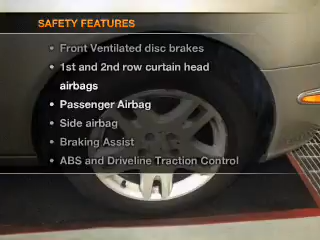 SAFETY FEATURES
• Front Ventilated disc brakes
• 1st and 2nd row curtain head
airbags
• Passenger Airbag
• Side airbag
• Braking Assist
• ABS and Driveline Traction Control